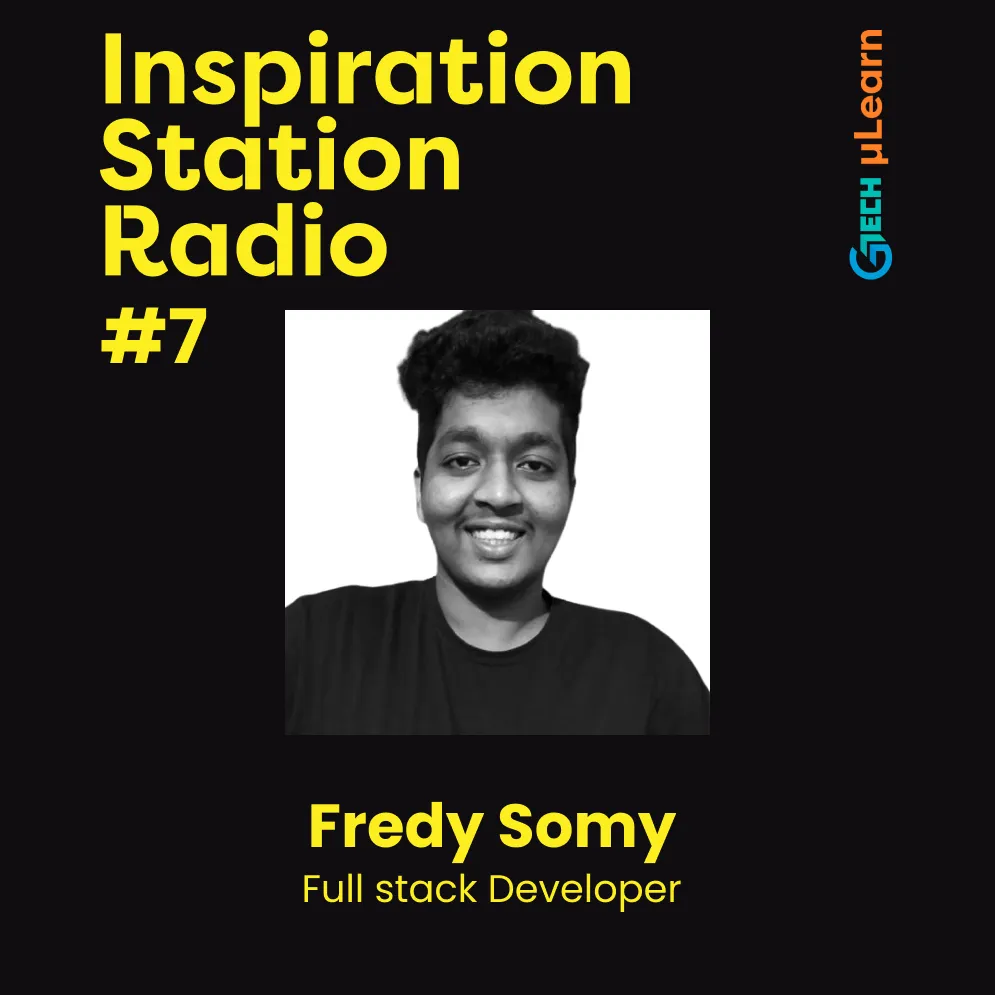 Inspiration
Station
Radio
#7
GTECH µLearn
Fredy Somy
Full stack Developer